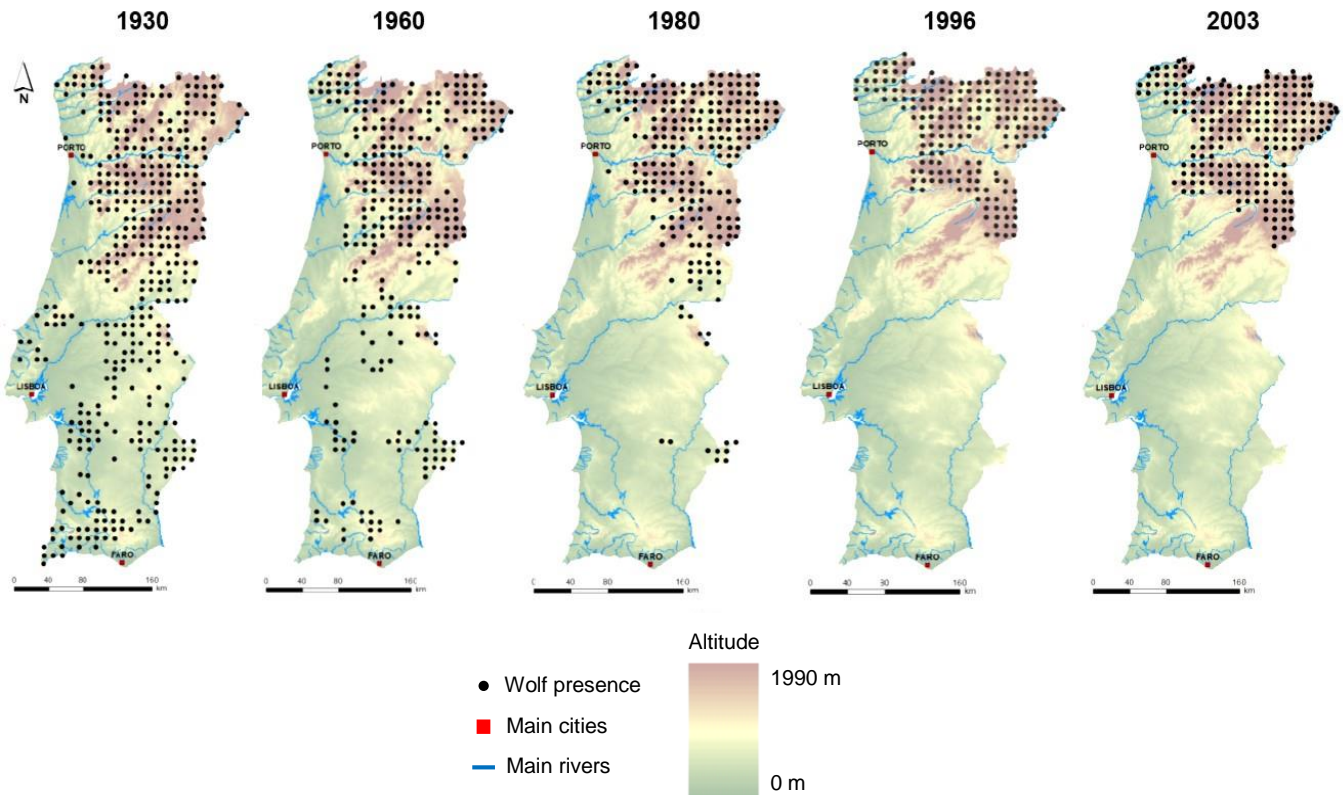 1930 1960 1980 1996 2003
N
PORTO PORTO PORTO PORTO PORTO
LISBOA LISBOA LISBOA LISBOA LISBOA
FARO FARO FARO FARO FARO
0 40 80 160 km 0 40 80 160 km 0 40 80 160 km 0 40 80 160 km 0 40 80 160 km
Altitude
Wolf presence 1990 m
Main cities
Main rivers
0 m